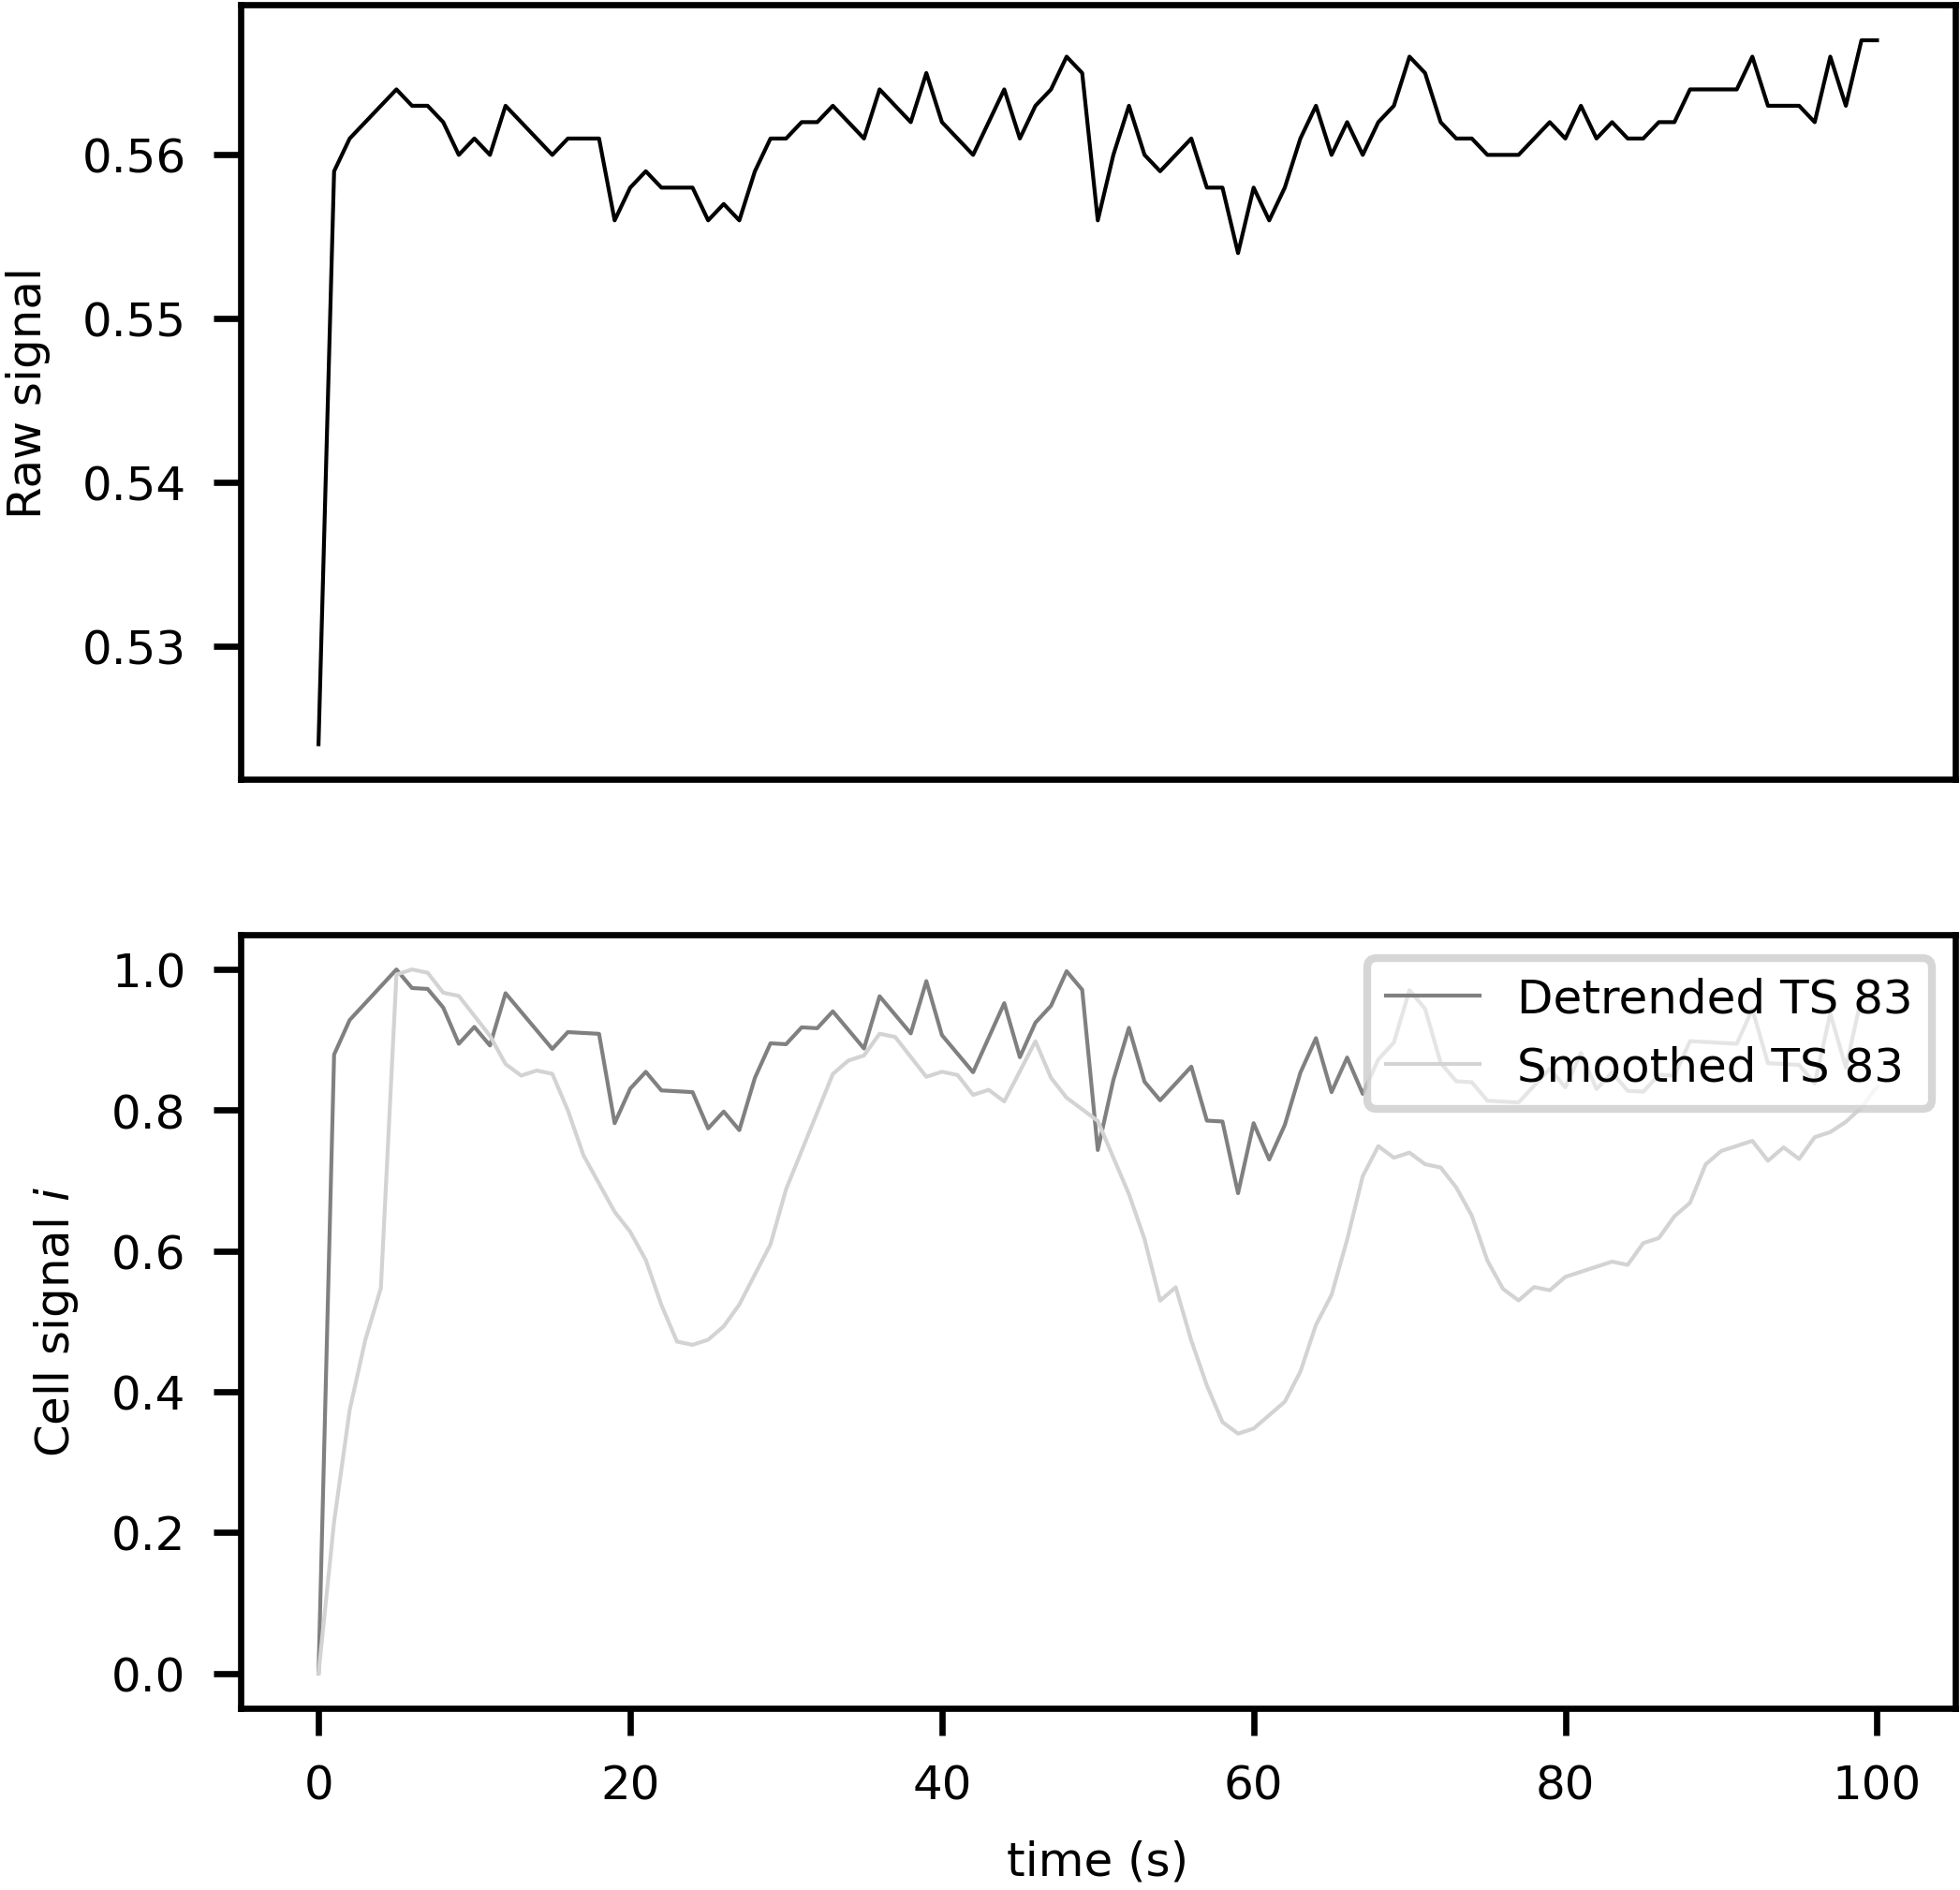 Raw signal
0.56
0.55
0.54
0.53
Cell signal i
1.0
0.8
0.6
0.4
0.2
0.0
Detrended TS 83
Smoothed TS 83
0 20 40 60 80 100
time (s)